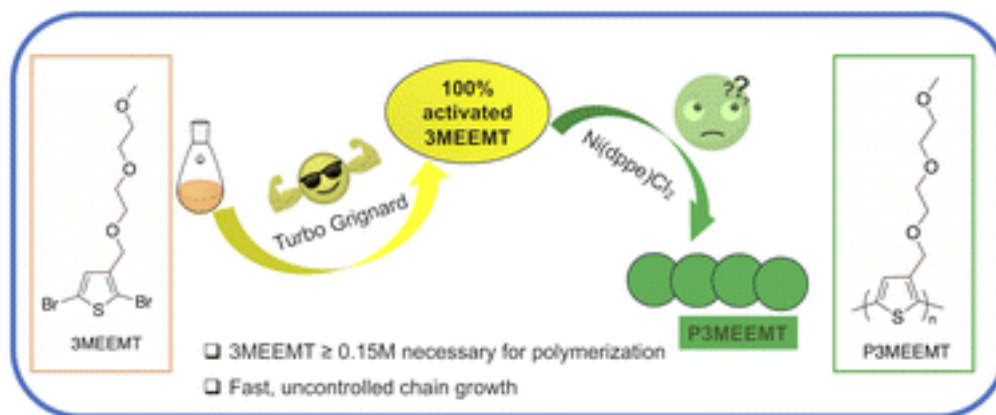 O
O
O
Br
S
Br
3MEEMT
Turbo Grignard
100%
activated
3MEEMT
Ni(dppe)Cl₂
???
P3MEEMT
☐ 3MEEMT ≥ 0.15M necessary for polymerization
☐ Fast, uncontrolled chain growth
O
O
O
S
n
P3MEEMT